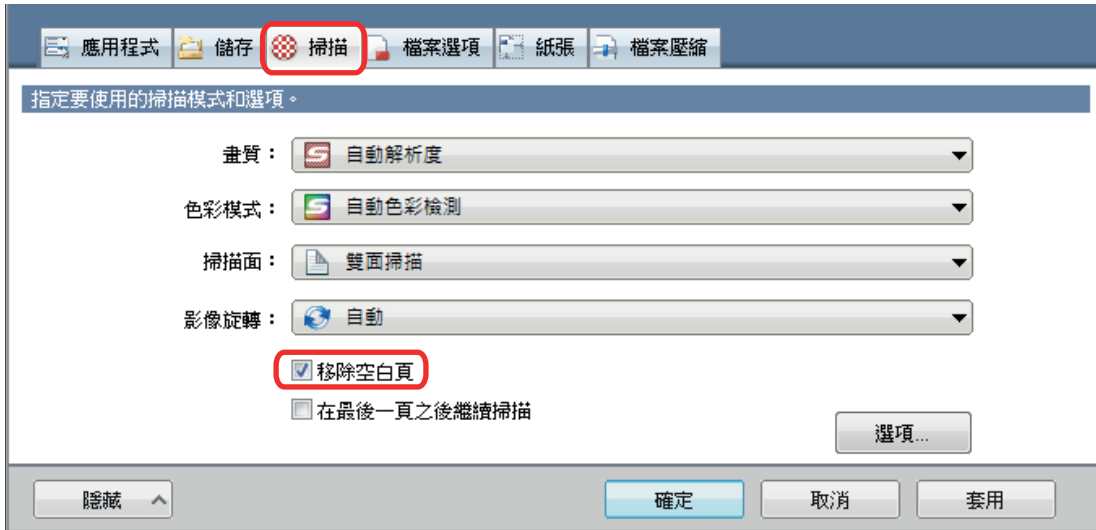 應用程式 儲存 掃描 檔案選項 紙張 檔案壓縮
指定要使用的掃描模式和選項。
畫質： 自動解析度
色彩模式： 自動色彩檢測
掃描面： 雙面掃描
影像旋轉： 自動
移除空白頁
在最後一頁之後繼續掃描
選項...
隱藏 確定 取消 套用